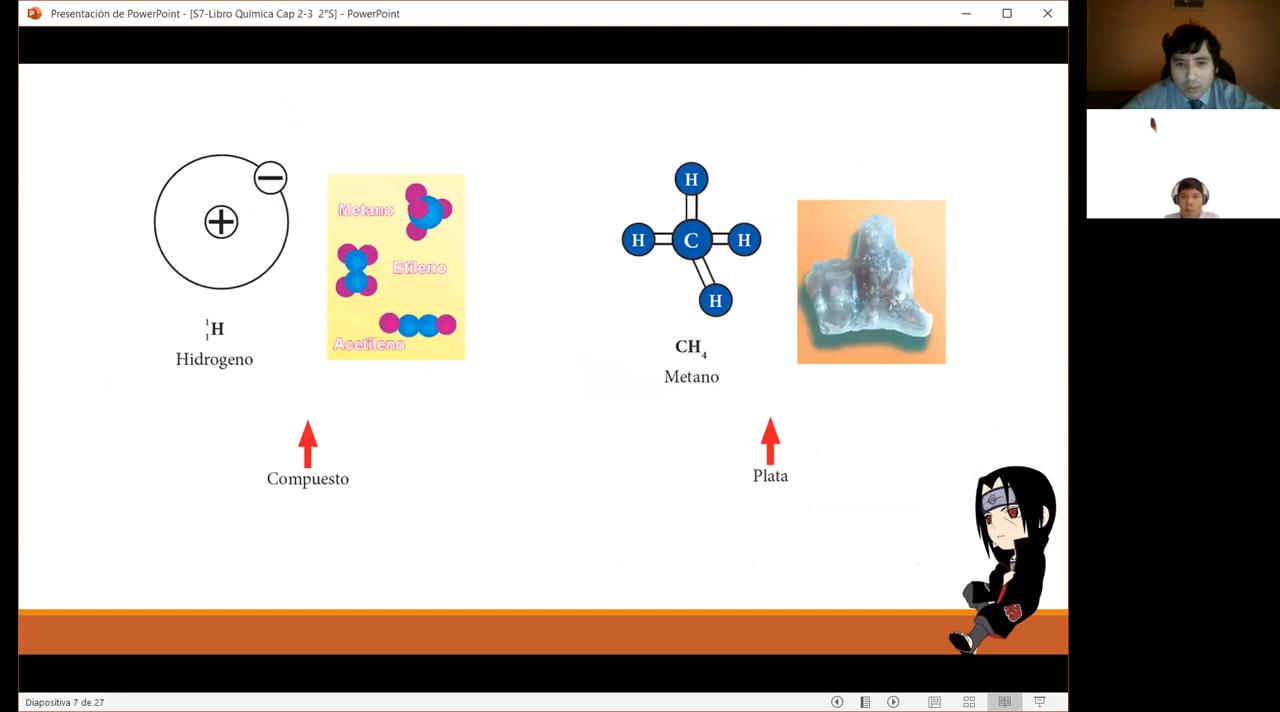 Presentación de PowerPoint - [S7-Libro Química Cap 2-3 2°S] - PowerPoint
Metano
Etileno
Acetileno
1
1H
Hidrogeno
H
H C H
H
CH4
Metano
Compuesto
Plata
Diapositiva 7 de 27